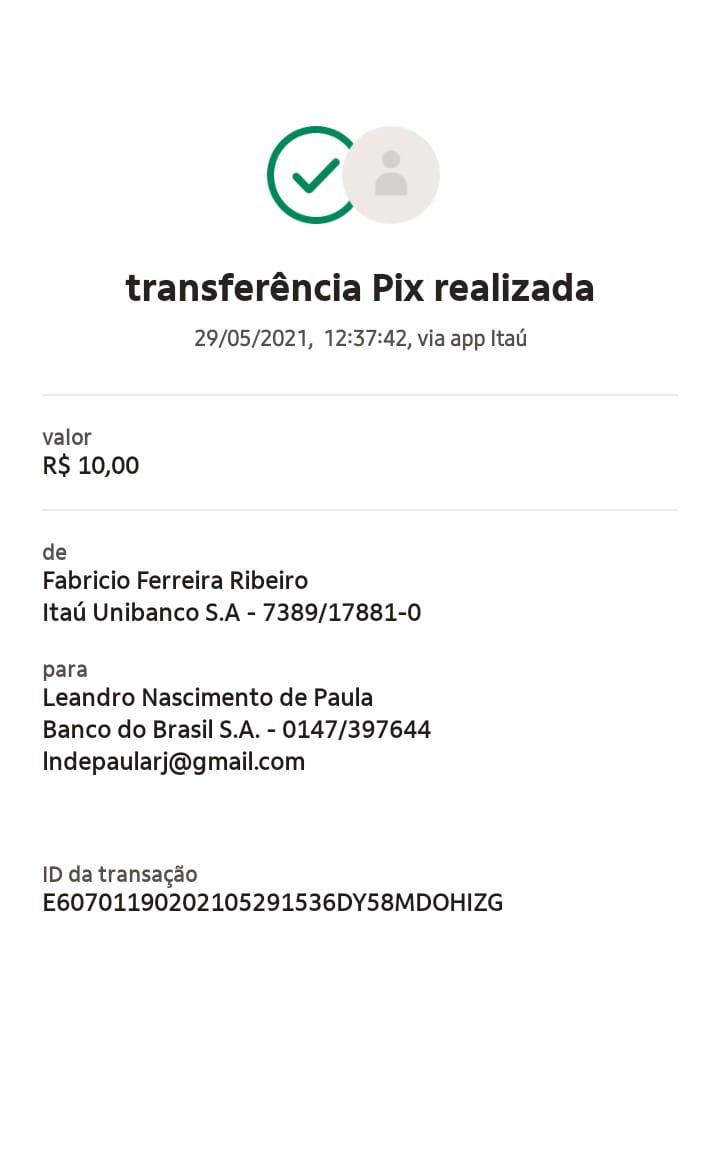 transferência Pix realizada
29/05/2021, 12:37:42, via app Itaú
valor
R$ 10,00
de
Fabricio Ferreira Ribeiro
Itaú Unibanco S.A - 7389/17881-0
para
Leandro Nascimento de Paula
Banco do Brasil S.A. - 0147/397644
lndepaularj@gmail.com
ID da transação
E60701190202105291536DY58MDOHIZG